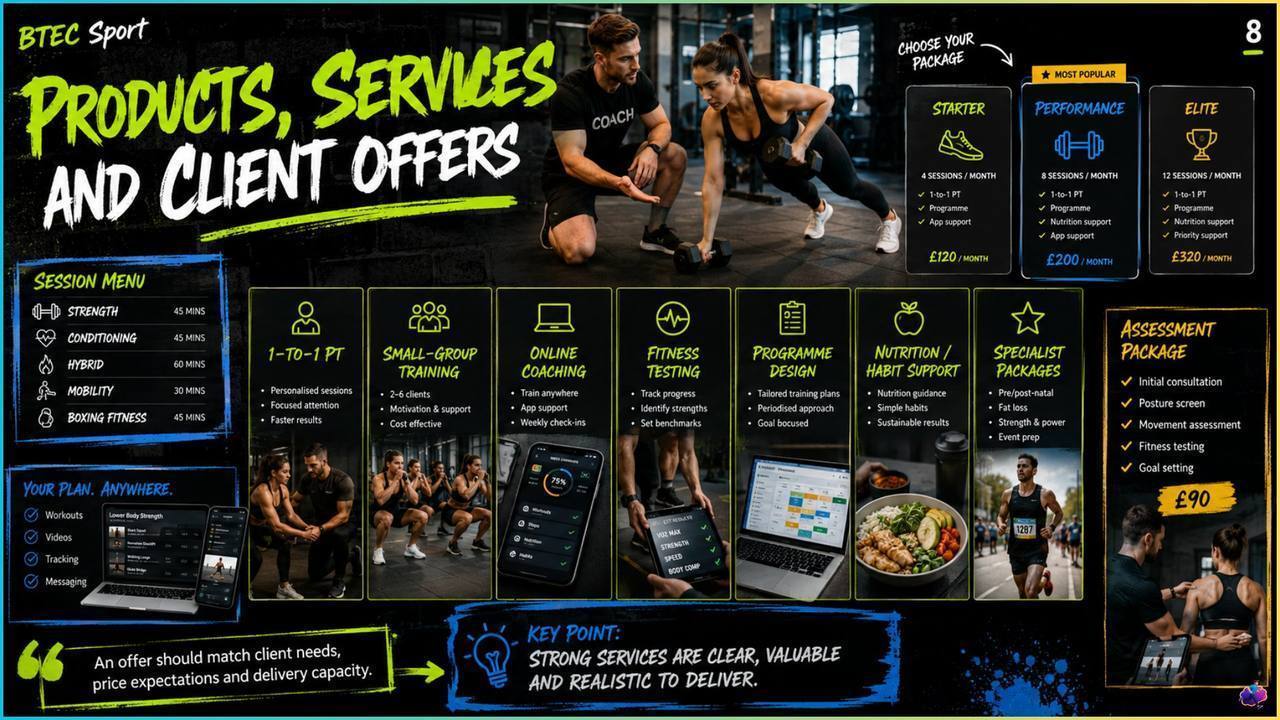 BTEC Sport
PRODUCTS, SERVICES
AND CLIENT OFFERS
8
CHOOSE YOUR
PACKAGE
★ MOST POPULAR
STARTER
4 SESSIONS / MONTH
✓ 1-to-1 PT
✓ Programme
✓ App support
£120 / MONTH
PERFORMANCE
8 SESSIONS / MONTH
✓ 1-to-1 PT
✓ Programme
✓ Nutrition support
✓ App support
£200 / MONTH
ELITE
12 SESSIONS / MONTH
✓ 1-to-1 PT
✓ Programme
✓ Nutrition support
✓ Priority support
£320 / MONTH
COACH
SESSION MENU
STRENGTH 45 MINS
CONDITIONING 45 MINS
HYBRID 60 MINS
MOBILITY 30 MINS
BOXING FITNESS 45 MINS
YOUR PLAN. ANYWHERE.
Workouts
Videos
Tracking
Messaging
Lower Body Strength
1-TO-1 PT
• Personalised sessions
• Focused attention
• Faster results
SMALL-GROUP
TRAINING
• 2-6 clients
• Motivation & support
• Cost effective
ONLINE
COACHING
• Train anywhere
• App support
• Weekly check-ins
75%
Workouts
Steps
Nutrition
Habits
FITNESS
TESTING
• Track progress
• Identify strengths
• Set benchmarks
VO2 MAX
STRENGTH
SPEED
BODY COMP
PROGRAMME
DESIGN
• Tailored training plans
• Periodised approach
• Goal focused
NUTRITION /
HABIT SUPPORT
• Nutrition guidance
• Simple habits
• Sustainable results
SPECIALIST
PACKAGES
• Pre/post-natal
• Fat loss
• Strength & power
• Event prep
1287
ASSESSMENT
PACKAGE
✓ Initial consultation
✓ Posture screen
✓ Movement assessment
✓ Fitness testing
✓ Goal setting
£90
An offer should match client needs,
price expectations and delivery capacity.
KEY POINT:
STRONG SERVICES ARE CLEAR, VALUABLE
AND REALISTIC TO DELIVER.